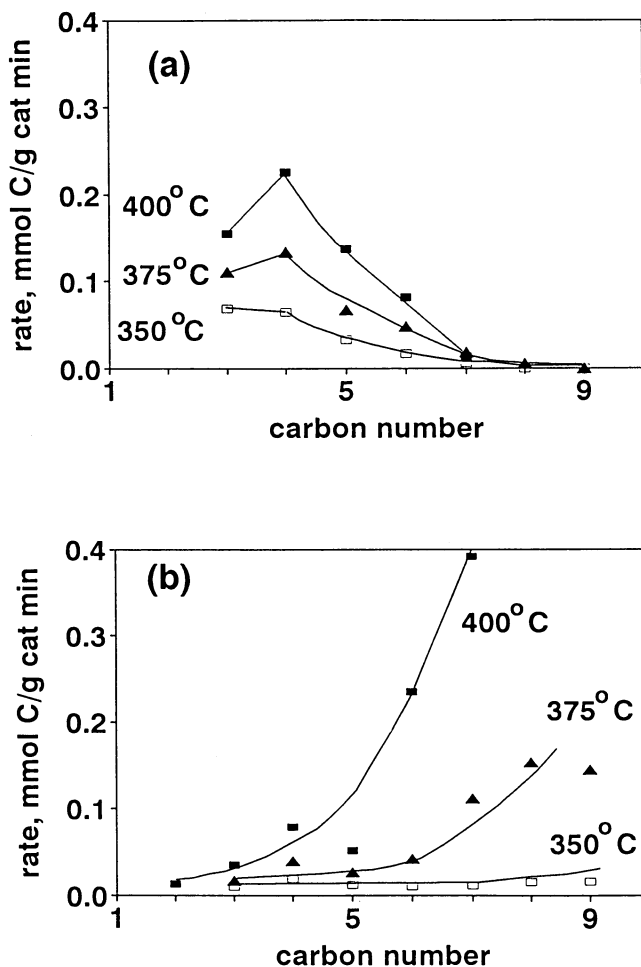 0.4
(a)
0.3
0.2
400°C
375°C
0.1
350°C
0.0
1
5
9
rate, mmol C/g cat min
carbon number
0.4
(b)
400°C
0.3
375°C
0.2
0.1
350°C
0.0
1
5
9
rate, mmol C/g cat min
carbon number